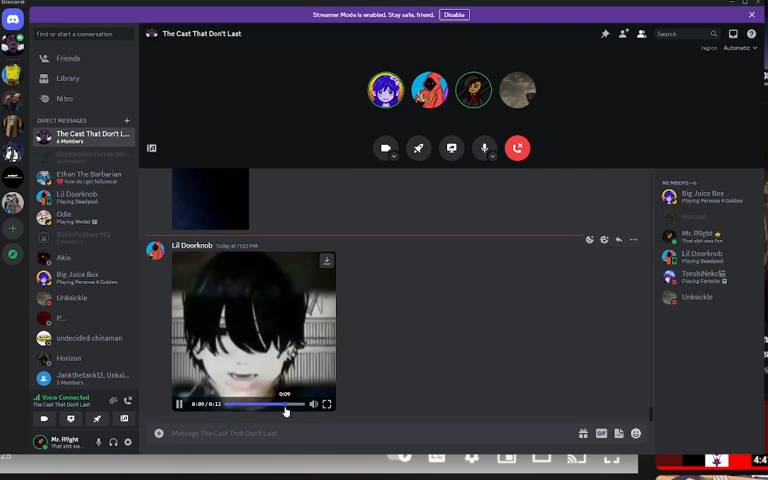 Discord
Streamer Mode is enabled. Stay safe, friend.
Disable
Find or start a conversation
The Cast That Don't Last
Search
region
Automatic
Friends
Library
Nitro
DIRECT MESSAGES
The Cast That Don't L...
6 Members
Ethan The Barbarian
how do i get followcar
Lil Doorknob
Playing Deadpool
Odie
Playing Medal
Backshotters HQ
Akio
Big Juice Box
Playing Persona 4 Golden
Unksickle
P...
undecided chinaman
Horizon
Jankthetank12, Unksi...
5 Members
Voice Connected
The Cast That Don't Last
Mr. R9ght
That shit wa...
Lil Doorknob
Today at 11:53 PM
0:09
0:09/0:12
Message The Cast That Don't Last
GIF
MEMBERS—6
Big Juice Box
Playing Persona 4 Golden
Horizon
Mr. R9ght
That shit was fire
Lil Doorknob
Playing Deadpool
TenshiNeko
Playing Fortnite
Unksickle